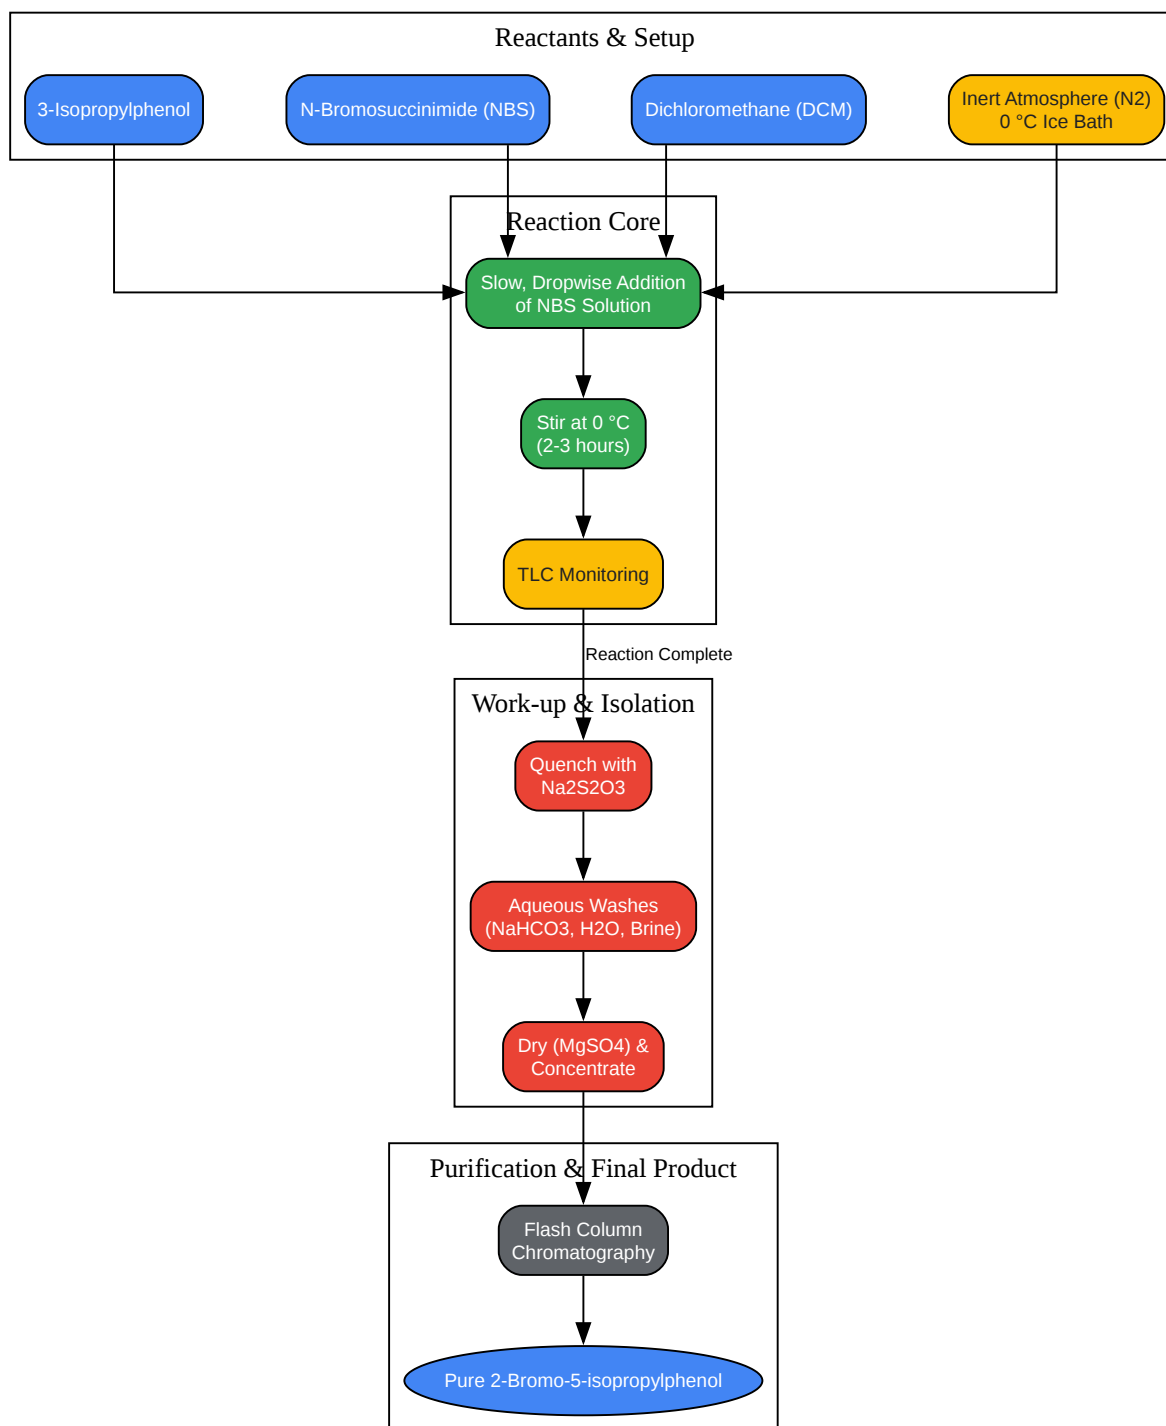 Reactants & Setup
3-Isopropylphenol
N-Bromosuccinimide (NBS)
Dichloromethane (DCM)
Inert Atmosphere (N2)
0 °C Ice Bath
Reaction Core
Slow, Dropwise Addition
of NBS Solution
Stir at 0 °C
(2-3 hours)
TLC Monitoring
Reaction Complete
Work-up & Isolation
Quench with
Na2S2O3
Aqueous Washes
(NaHCO3, H2O, Brine)
Dry (MgSO4) &
Concentrate
Purification & Final Product
Flash Column
Chromatography
Pure 2-Bromo-5-isopropylphenol